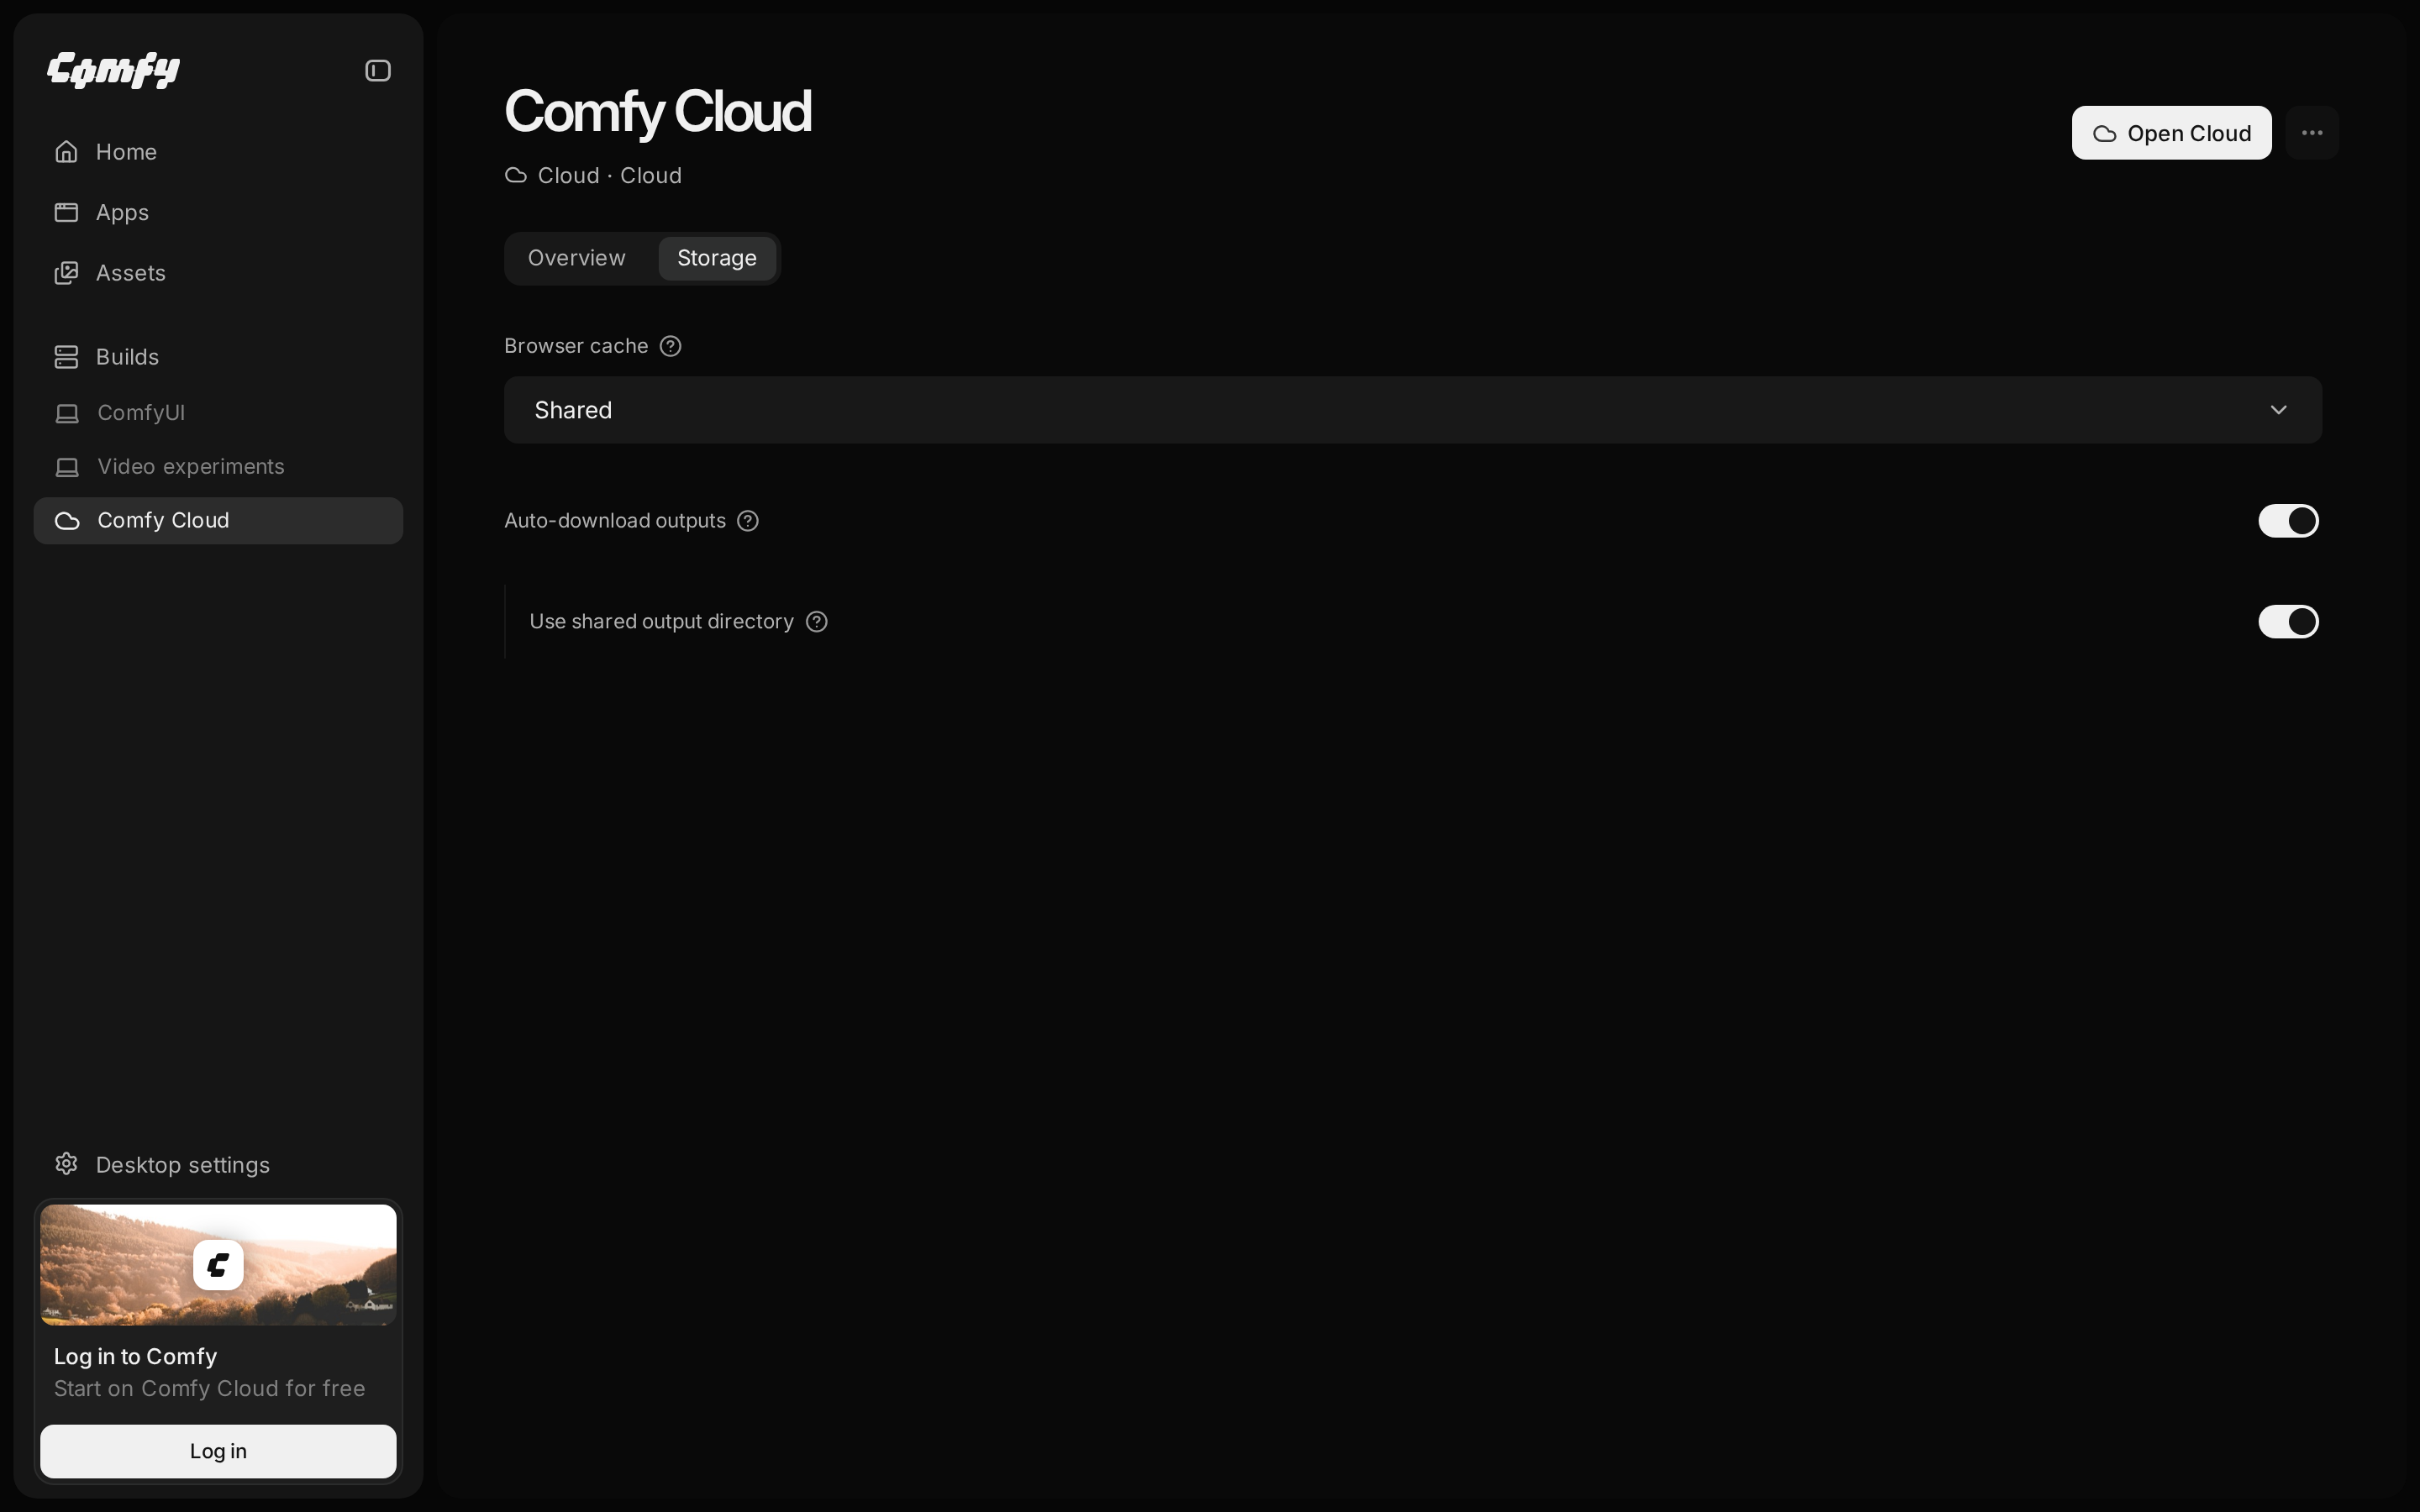 Comfy
Home
Apps
Assets
Builds
ComfyUI
Video experiments
Comfy Cloud
Desktop settings
Log in to Comfy
Start on Comfy Cloud for free
Log in
Comfy Cloud
Cloud · Cloud
Open Cloud
Overview
Storage
Browser cache
Shared
Auto-download outputs
Use shared output directory